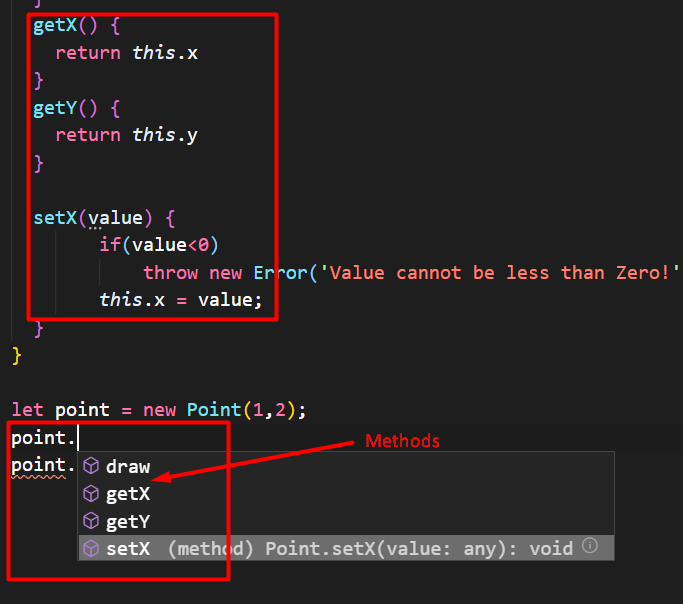 }
getX() {
return this.x
}
getY() {
return this.y
}
setX(value) {
if(value<0)
throw new Error('Value cannot be less than Zero!'
this.x = value;
}
}
let point = new Point(1,2);
point.
Methods
point.
draw
getX
getY
setX (method) Point.setX(value: any): void